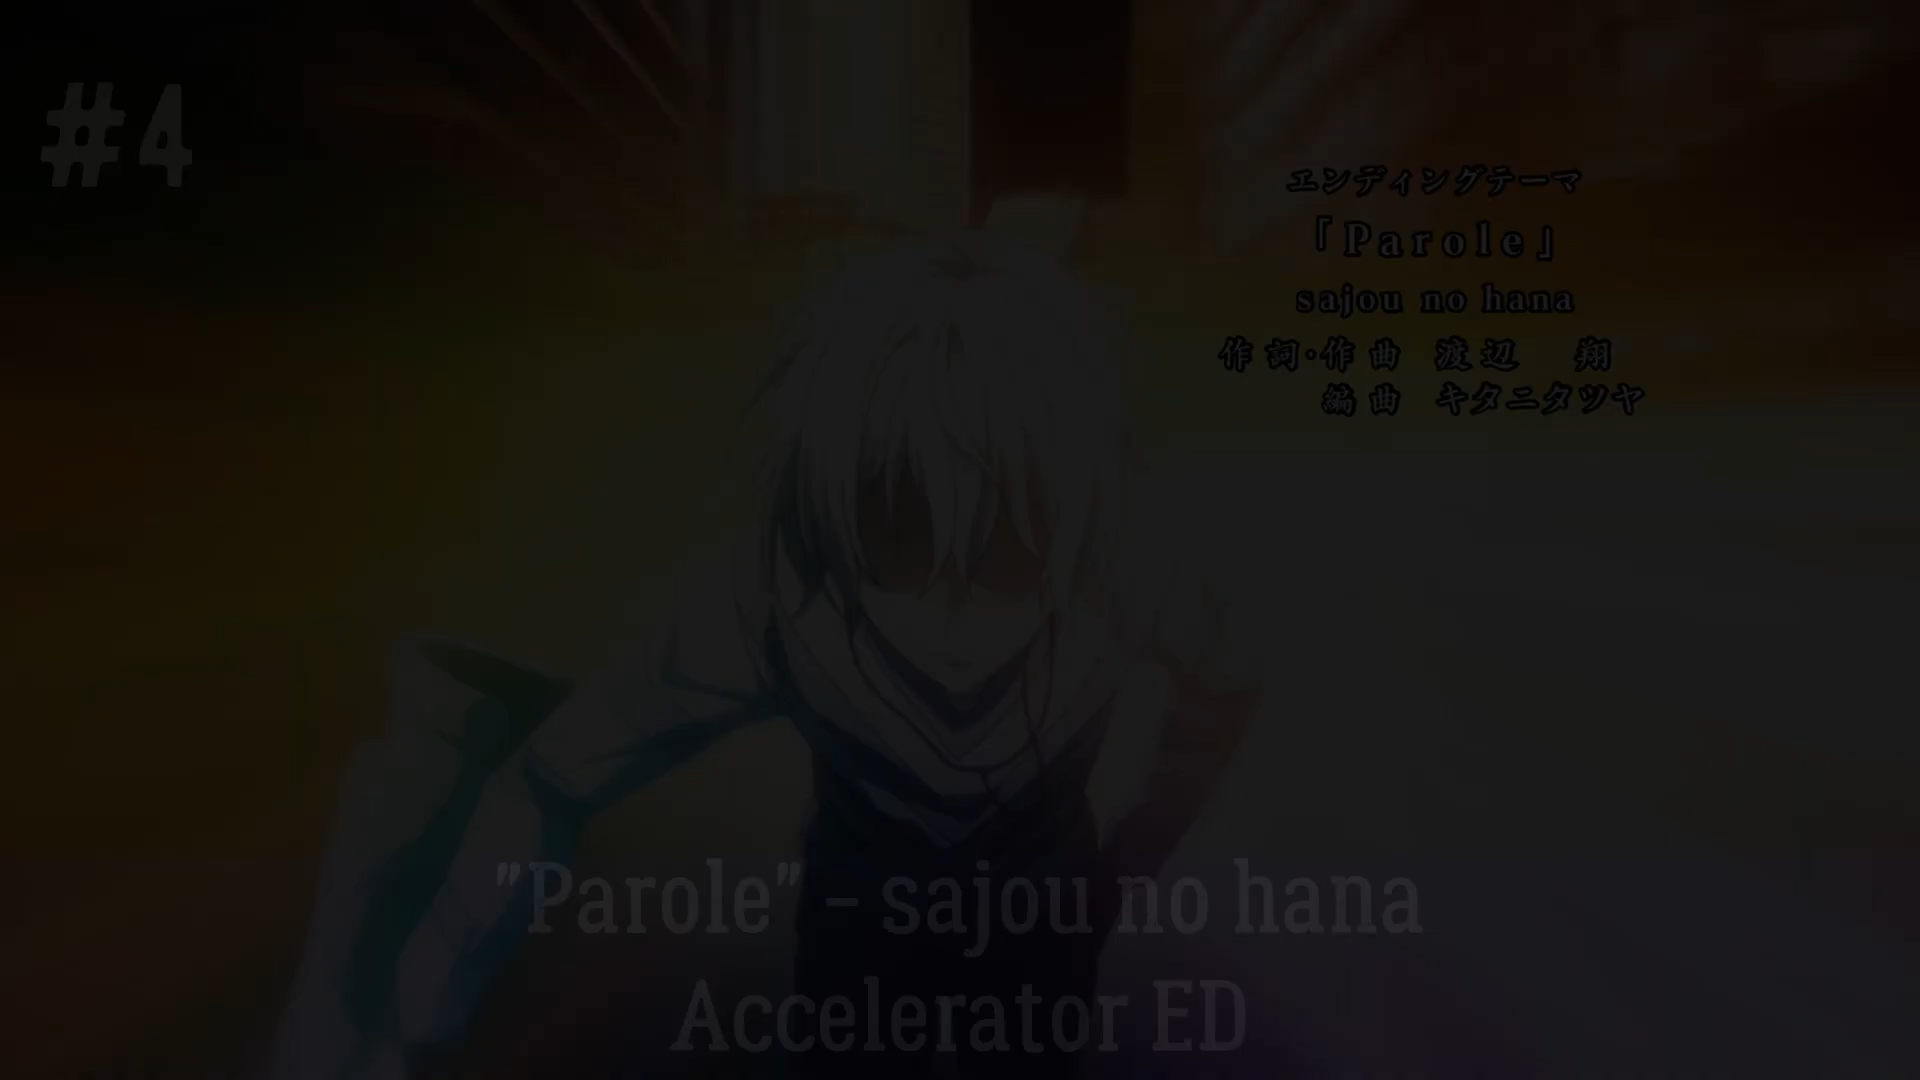 #4
エンディングテーマ
「Parole」
sajou no hana
作詞・作曲 渡辺 翔
編曲 キタニタツヤ
"Parole" - sajou no hana
Accelerator ED